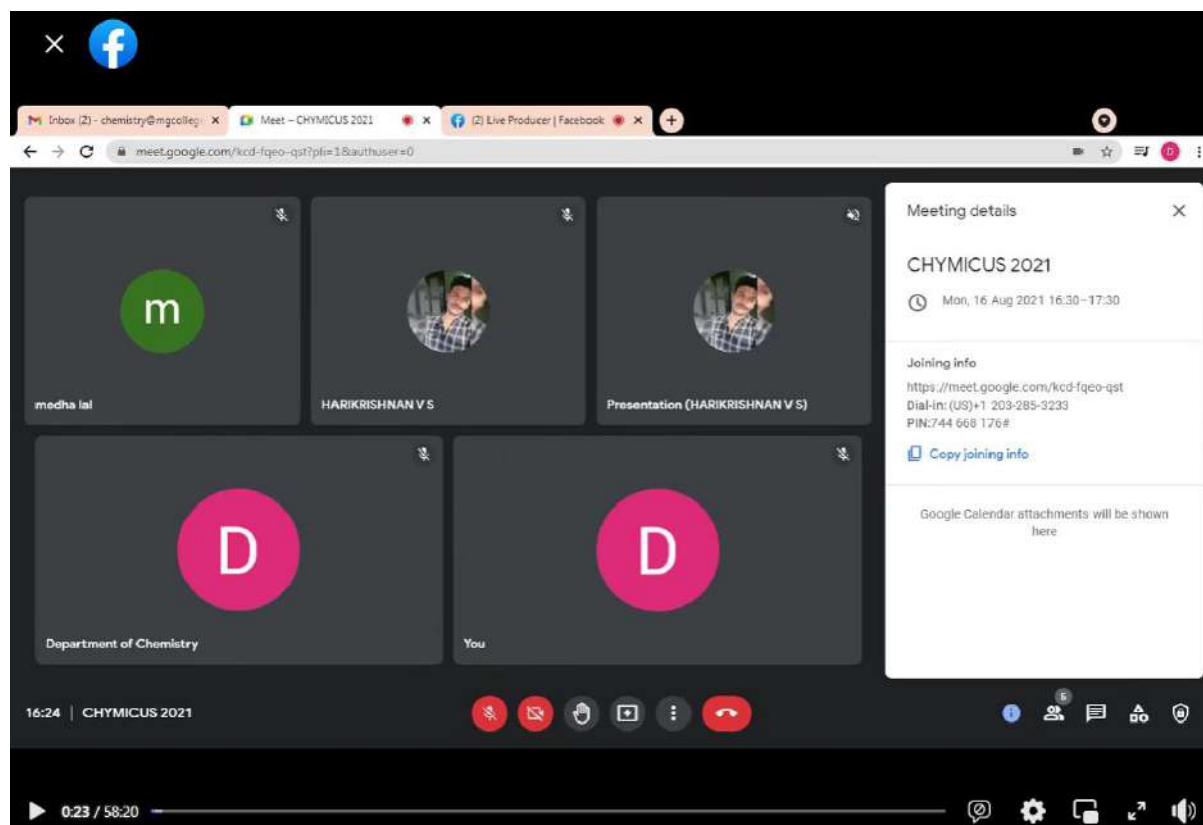 Inbox (2) - chemistry@mgcolleg
Meet – CHYMICUS 2021
(2) Live Producer | Facebook
meet.google.com/kcd-fqeo-qst?pli=1&authuser=0
D
m
medha lal
HARIKRISHNAN V S
Presentation (HARIKRISHNAN V S)
D
Department of Chemistry
D
You
Meeting details
CHYMICUS 2021
Mon, 16 Aug 2021 16:30–17:30
Joining info
https://meet.google.com/kcd-fqeo-qst
Dial-in: (US)+1 203-285-3233
PIN:744 668 176#
Copy joining info
Google Calendar attachments will be shown
here
16:24 | CHYMICUS 2021
0:23 / 58:20